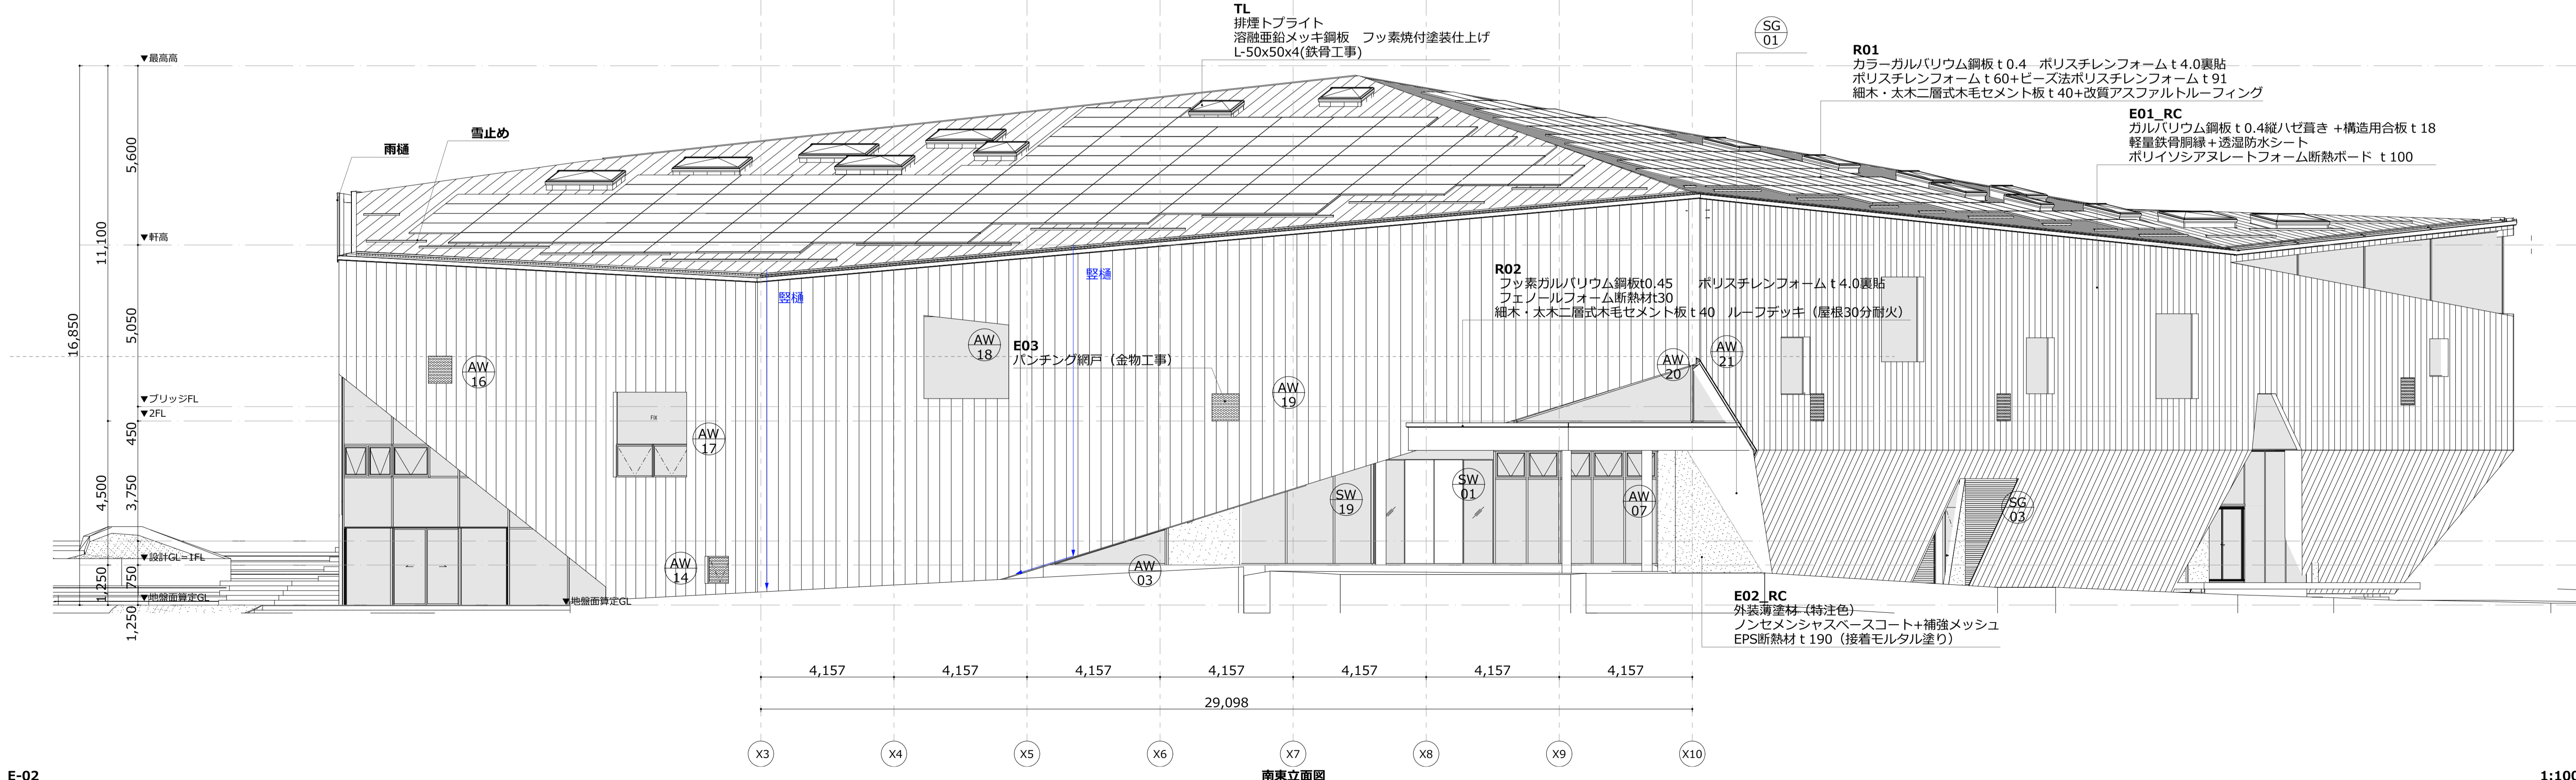 TL
排煙トプライト
溶融亜鉛メッキ鋼板　フッ素焼付塗装仕上げ
L-50x50x4(鉄骨工事)
SG
01
R01
カラーガルバリウム鋼板 t 0.4　ポリスチレンフォーム t 4.0裏貼
ポリスチレンフォーム t 60+ビーズ法ポリスチレンフォーム t 91
細木・太木二層式木毛セメント板 t 40+改質アスファルトルーフィング
E01_RC
ガルバリウム鋼板 t 0.4縦ハゼ葺き +構造用合板 t 18
軽量鉄骨胴縁+透湿防水シート
ポリイソシアヌレートフォーム断熱ボード t 100
▼最高高
雪止め
雨樋
▼軒高
5,600
11,100
16,850
5,050
竪樋
竪樋
R02
フッ素ガルバリウム鋼板t0.45　　ポリスチレンフォーム t 4.0裏貼
フェノールフォーム断熱材t30
細木・太木二層式木毛セメント板 t 40　ルーフデッキ（屋根30分耐火）
E03
パンチング網戸（金物工事）
AW
16
AW
17
AW
18
AW
19
AW
20
AW
21
FIX
▼ブリッジFL
▼2FL
450
4,500
3,750
SW
19
SW
01
AW
07
SG
03
AW
14
AW
03
▼設計GL=1FL
1,250
750
▼地盤面算定GL
▼地盤面算定GL
1,250
E02_RC
外装薄塗材（特注色）
ノンセメンシャスベースコート+補強メッシュ
EPS断熱材 t 190（接着モルタル塗り）
4,157
4,157
4,157
4,157
4,157
4,157
4,157
29,098
X3
X4
X5
X6
X7
X8
X9
X10
E-02
南東立面図
1:100